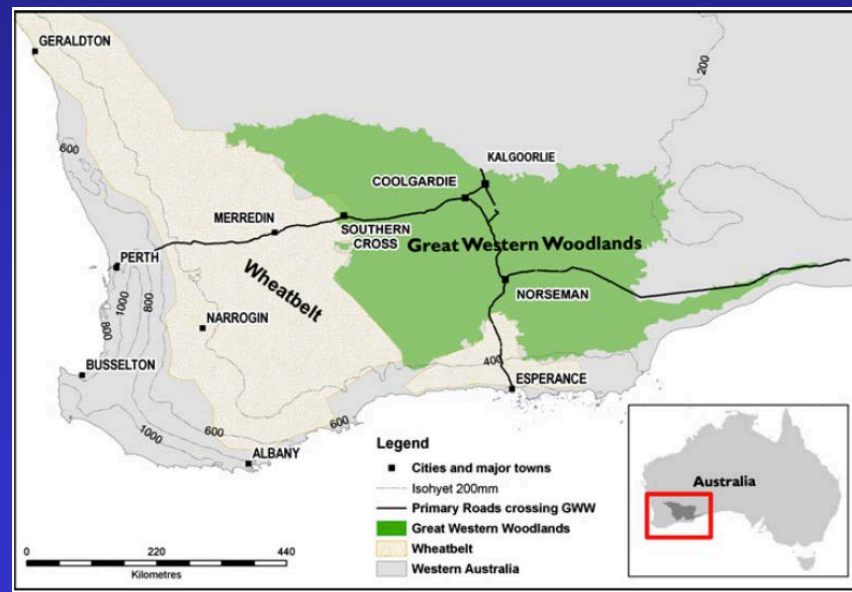 GERALDTON
200
600
KALGOORLIE
COOLGARDIE
MERREDIN
SOUTHERN
CROSS
Great Western Woodlands
PERTH
Wheatbelt
NORSEMAN
1000
800
800
NARROGIN
BUSSELTON
400
ESPERANCE
1000
600
600
ALBANY
Legend
Cities and major towns
Isohyet 200mm
Primary Roads crossing GWW
Great Western Woodlands
Wheatbelt
Western Australia
0 220 440
Kilometres
Australia